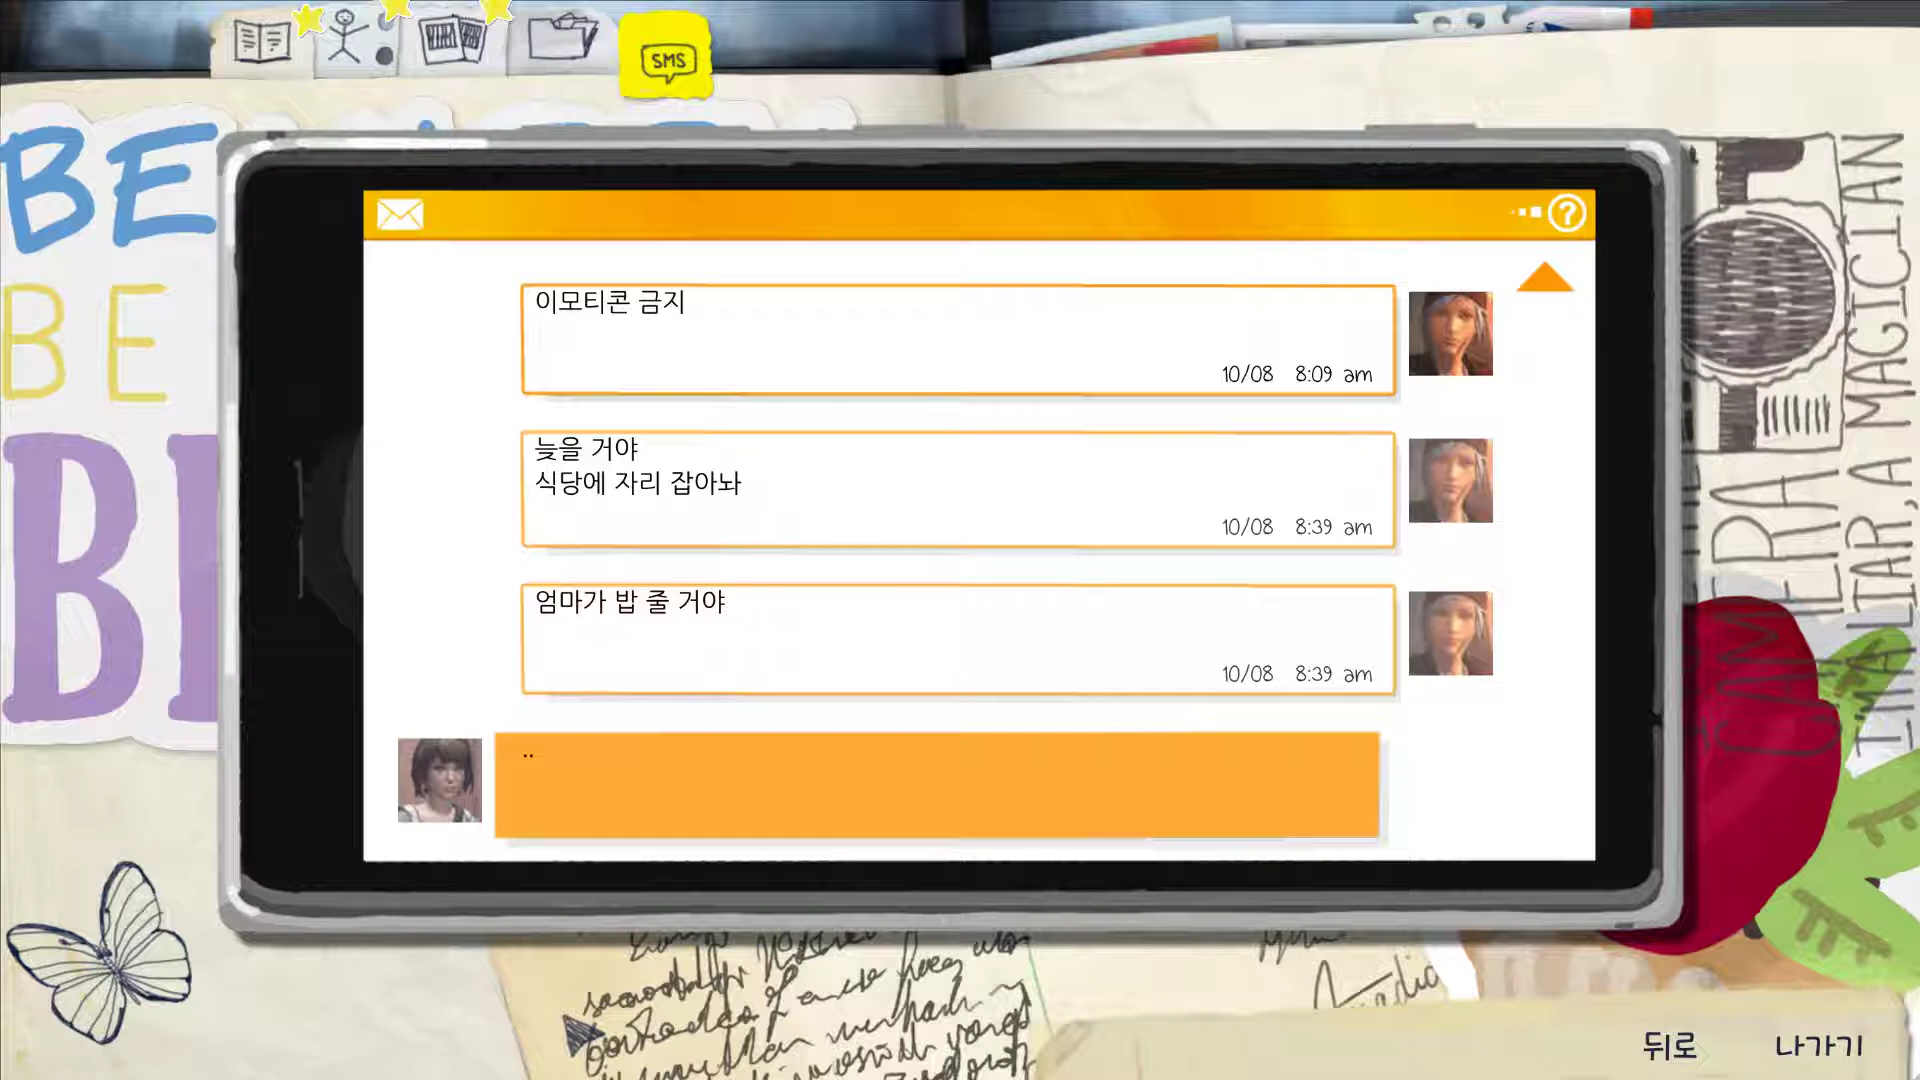 SMS
BE
BE
이모티콘 금지
10/08 8:09 am
늦을 거야
식당에 자리 잡아놔
10/08 8:39 am
엄마가 밥 줄 거야
10/08 8:39 am
..
LIAR, A MAGICIAN
뒤로
나가기